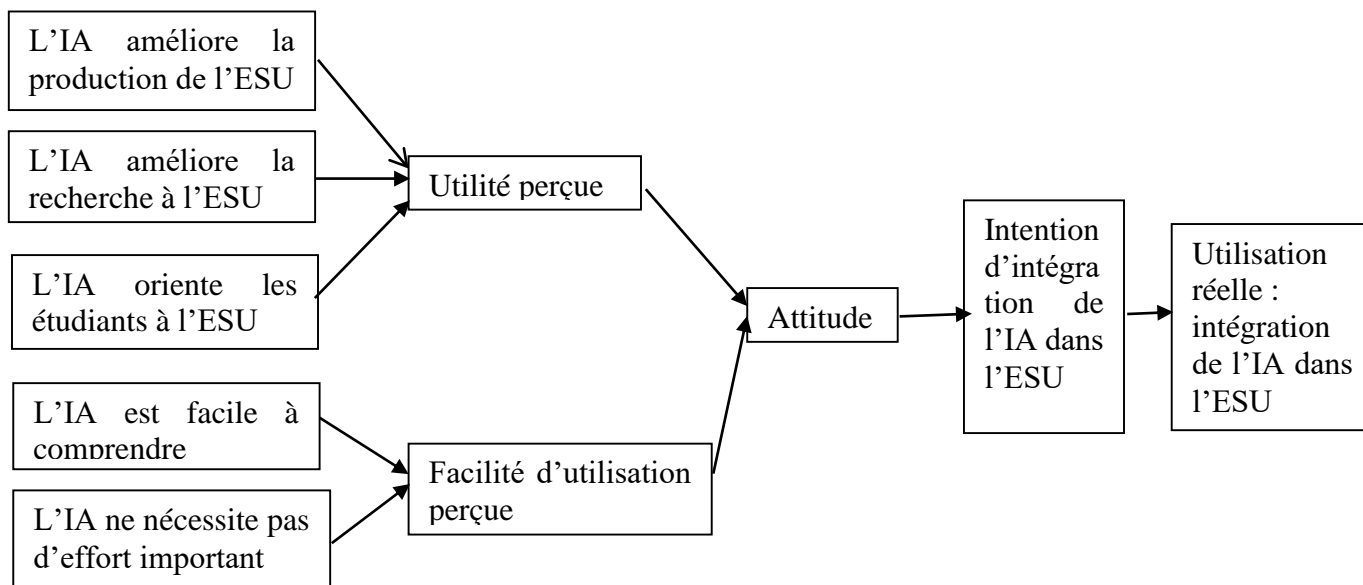 L’IA améliore la
production de l’ESU
L’IA améliore la
recherche à l’ESU
L’IA oriente les
étudiants à l’ESU
L’IA est facile à
comprendre
L’IA ne nécessite pas
d’effort important
Utilité perçue
Facilité d’utilisation
perçue
Attitude
Intention
d’intégra
tion de
l’IA dans
l’ESU
Utilisation
réelle :
intégration
de l’IA dans
l’ESU